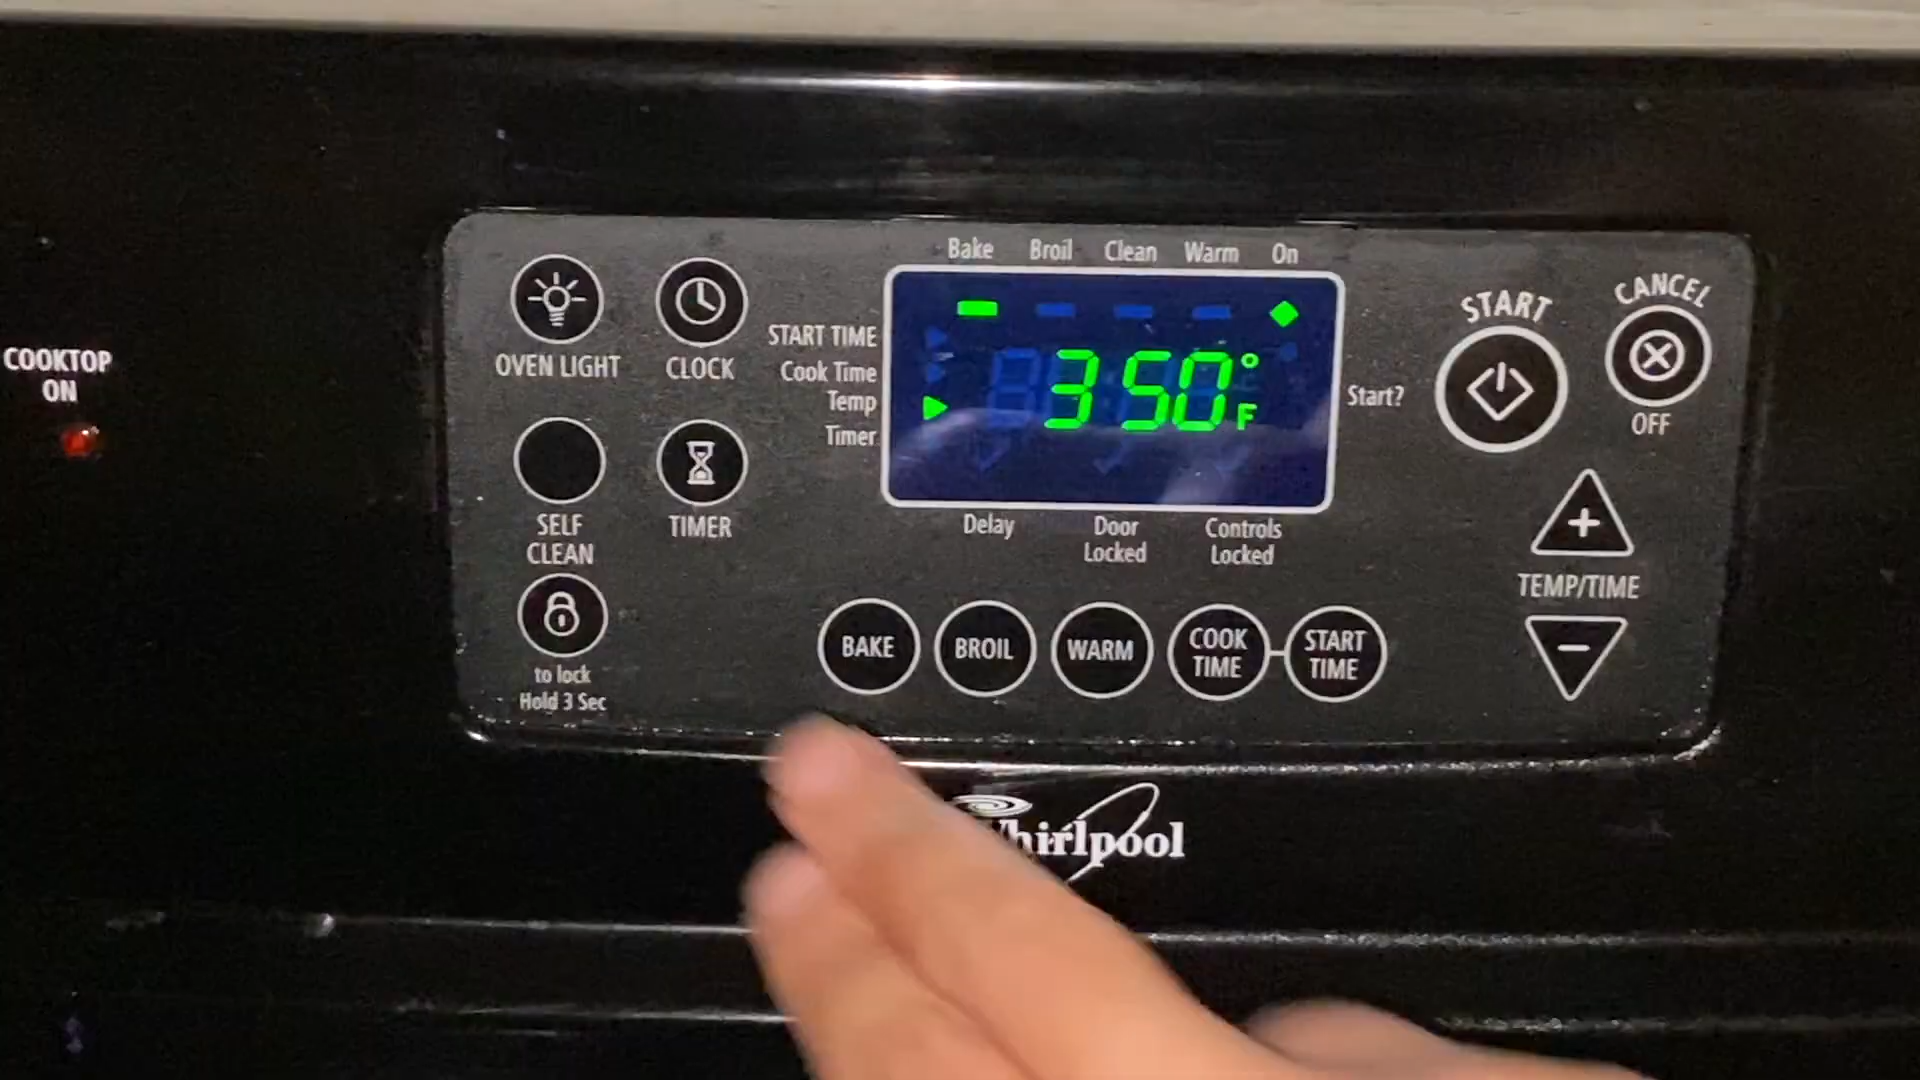 Bake Broil Clean Warm On
OVEN LIGHT
CLOCK
START TIME
Cook Time
Temp
Timer
350°F
Start?
START
CANCEL
OFF
COOKTOP
ON
SELF
CLEAN
TIMER
Delay
Door
Locked
Controls
Locked
TEMP/TIME
to lock
Hold 3 Sec
BAKE
BROIL
WARM
COOK
TIME
START
TIME
Whirlpool